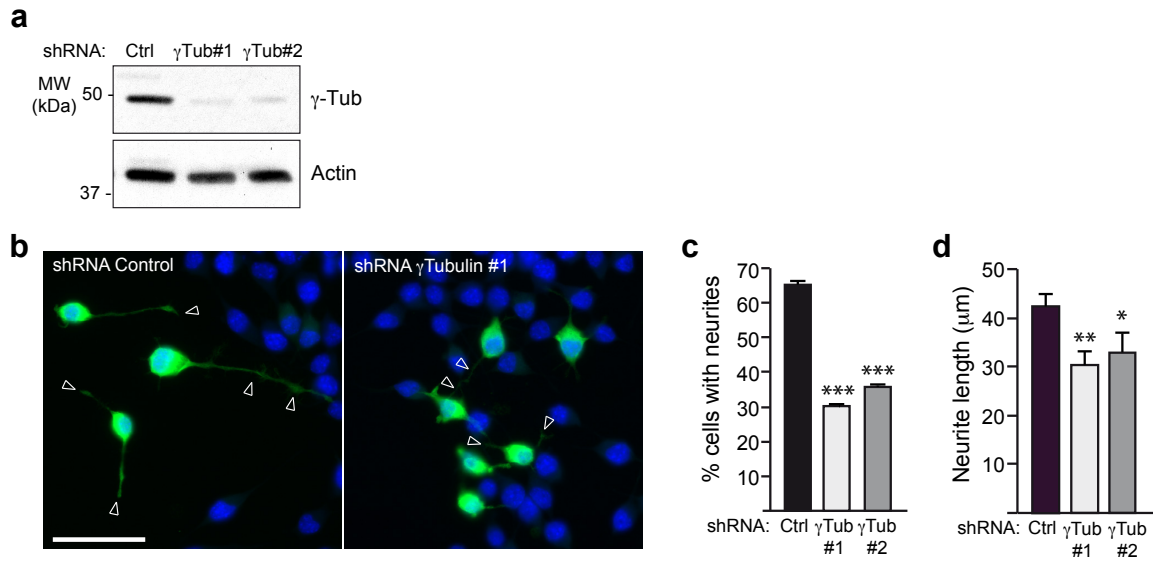 a
shRNA: Ctrl γTub#1 γTub#2
MW
(kDa)
50 -
γ-Tub
Actin
37 -
b
shRNA Control
shRNA γTubulin #1
c
% cells with neurites
70
60
50
40
30
20
10
***
***
shRNA: Ctrl γTub γTub
#1 #2
d
Neurite length (μm)
50
40
30
20
10
0
**
*
shRNA: Ctrl γTub γTub
#1 #2